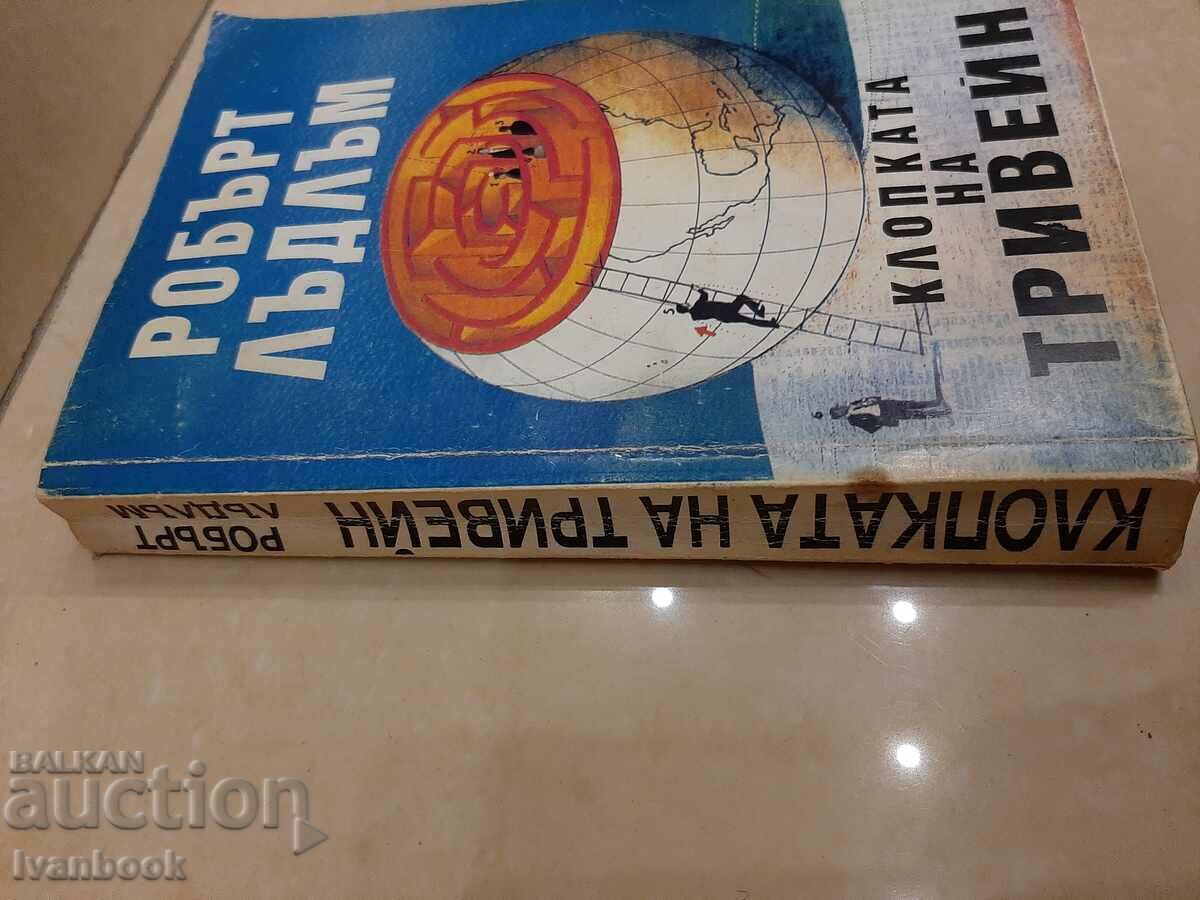 РОБЪРТ
ЛЪДЛЪМ
КЛОПКАТА
НА
ТРИВЕЙН
РОБЪРТ
ЛЪДЛЪМ
КЛОПКАТА НА ТРИВЕЙН
BALKAN
auction
Ivanbook